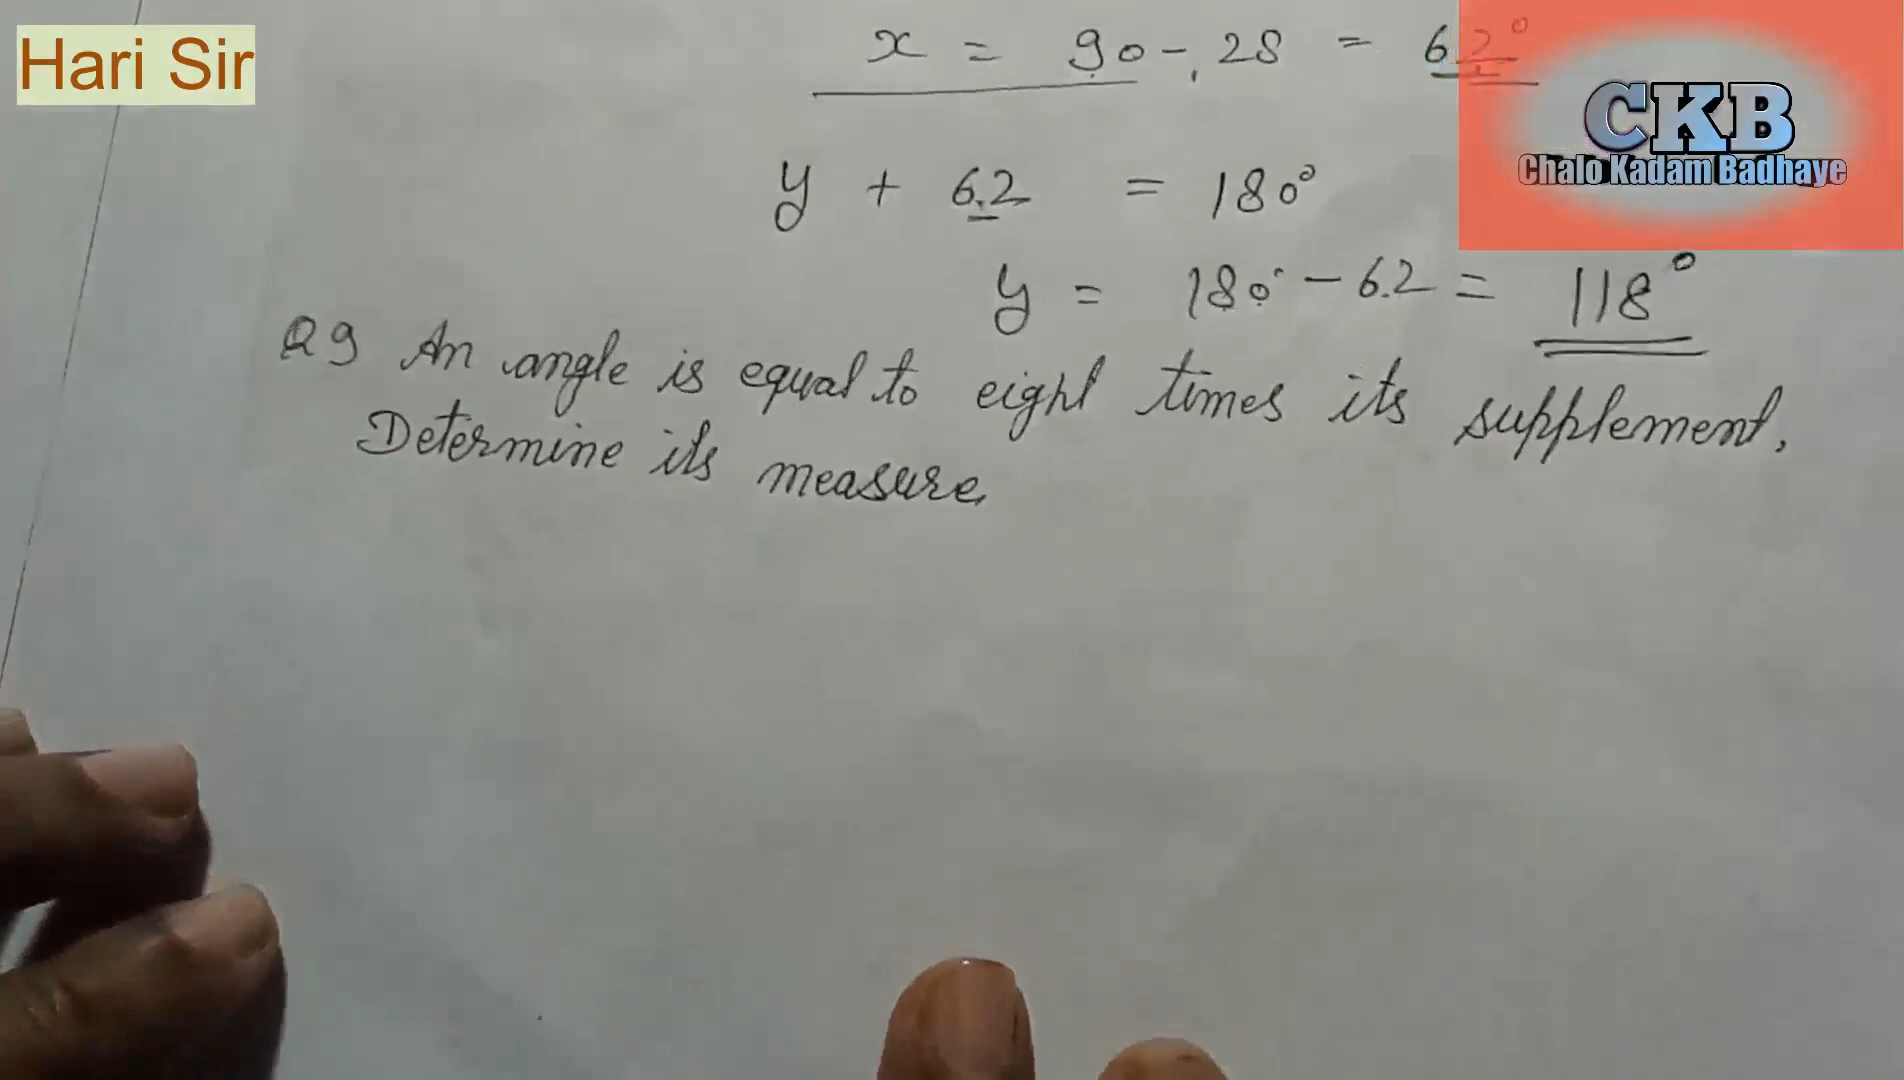 Hari Sir
x = 90 - 28 = 62°
CKB
Chalo Kadam Badhaye
y + 62 = 180°
y = 180° - 62 = 118°
Q9 An angle is equal to eight times its supplement.
Determine its measure